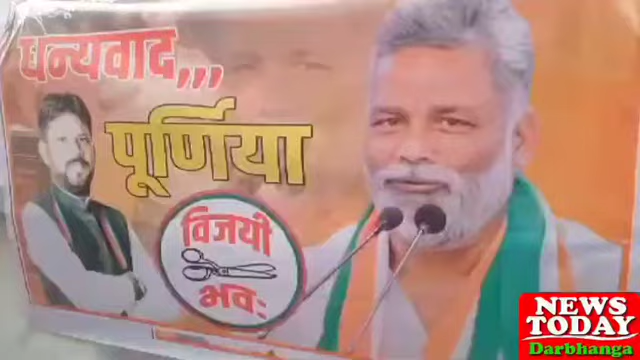 धन्यवाद,,,
पूर्णिया
विजयी
भवः
NEWS
TODAY
Darbhanga